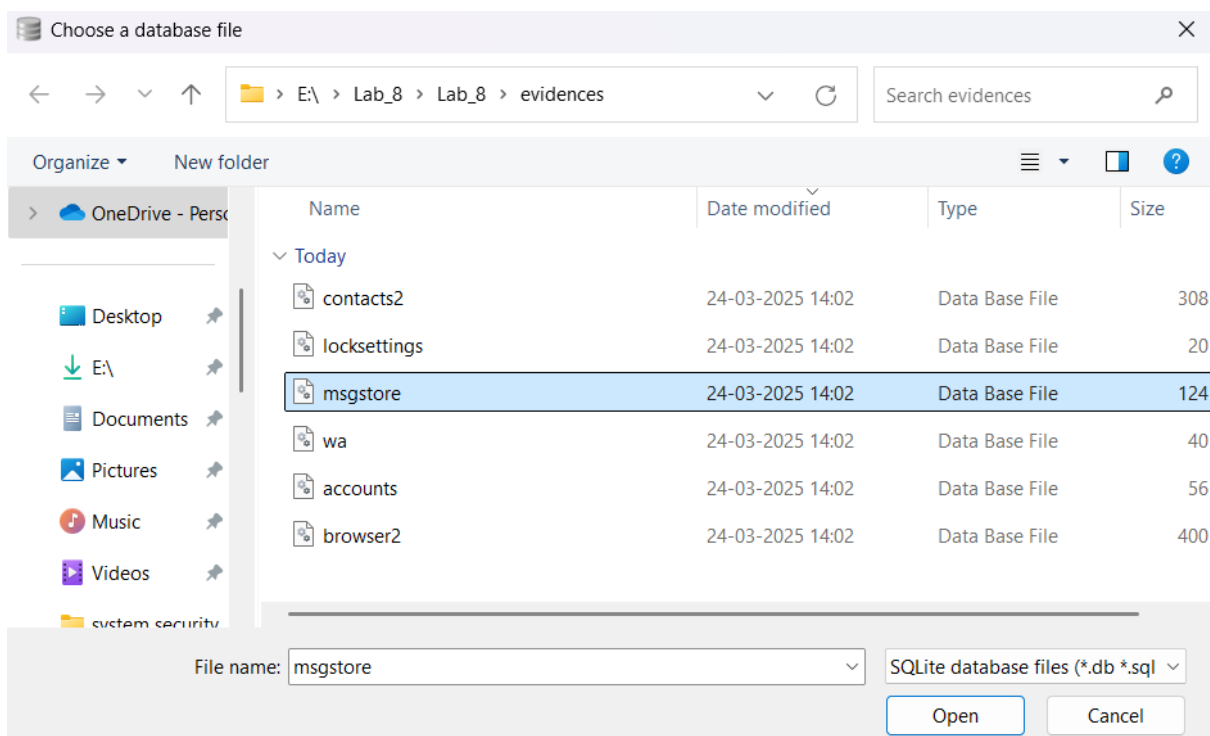 Choose a database file
E:\ > Lab_8 > Lab_8 > evidences
Search evidences
Organize
New folder
OneDrive - Perso
Name
Date modified
Type
Size
Today
contacts2 24-03-2025 14:02 Data Base File 308
locksettings 24-03-2025 14:02 Data Base File 20
msgstore 24-03-2025 14:02 Data Base File 124
wa 24-03-2025 14:02 Data Base File 40
accounts 24-03-2025 14:02 Data Base File 56
browser2 24-03-2025 14:02 Data Base File 400
Desktop
E:\
Documents
Pictures
Music
Videos
system security
File name: msgstore
SQLite database files (*.db *.sql
Open
Cancel